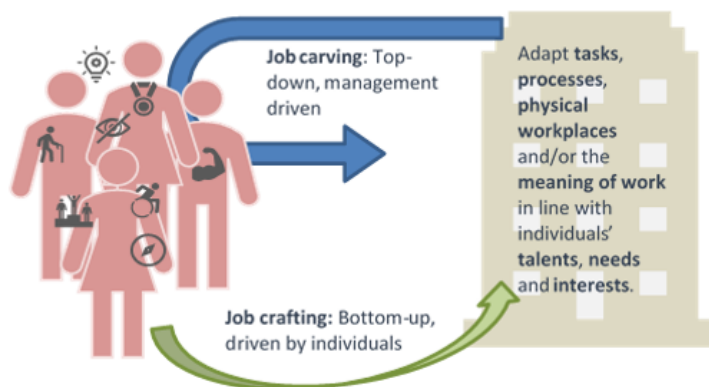 Job carving: Top-
down, management
driven
Adapt tasks,
processes,
physical
workplaces
and/or the
meaning of work
in line with
individuals’
talents, needs
and interests.
Job crafting: Bottom-up,
driven by individuals